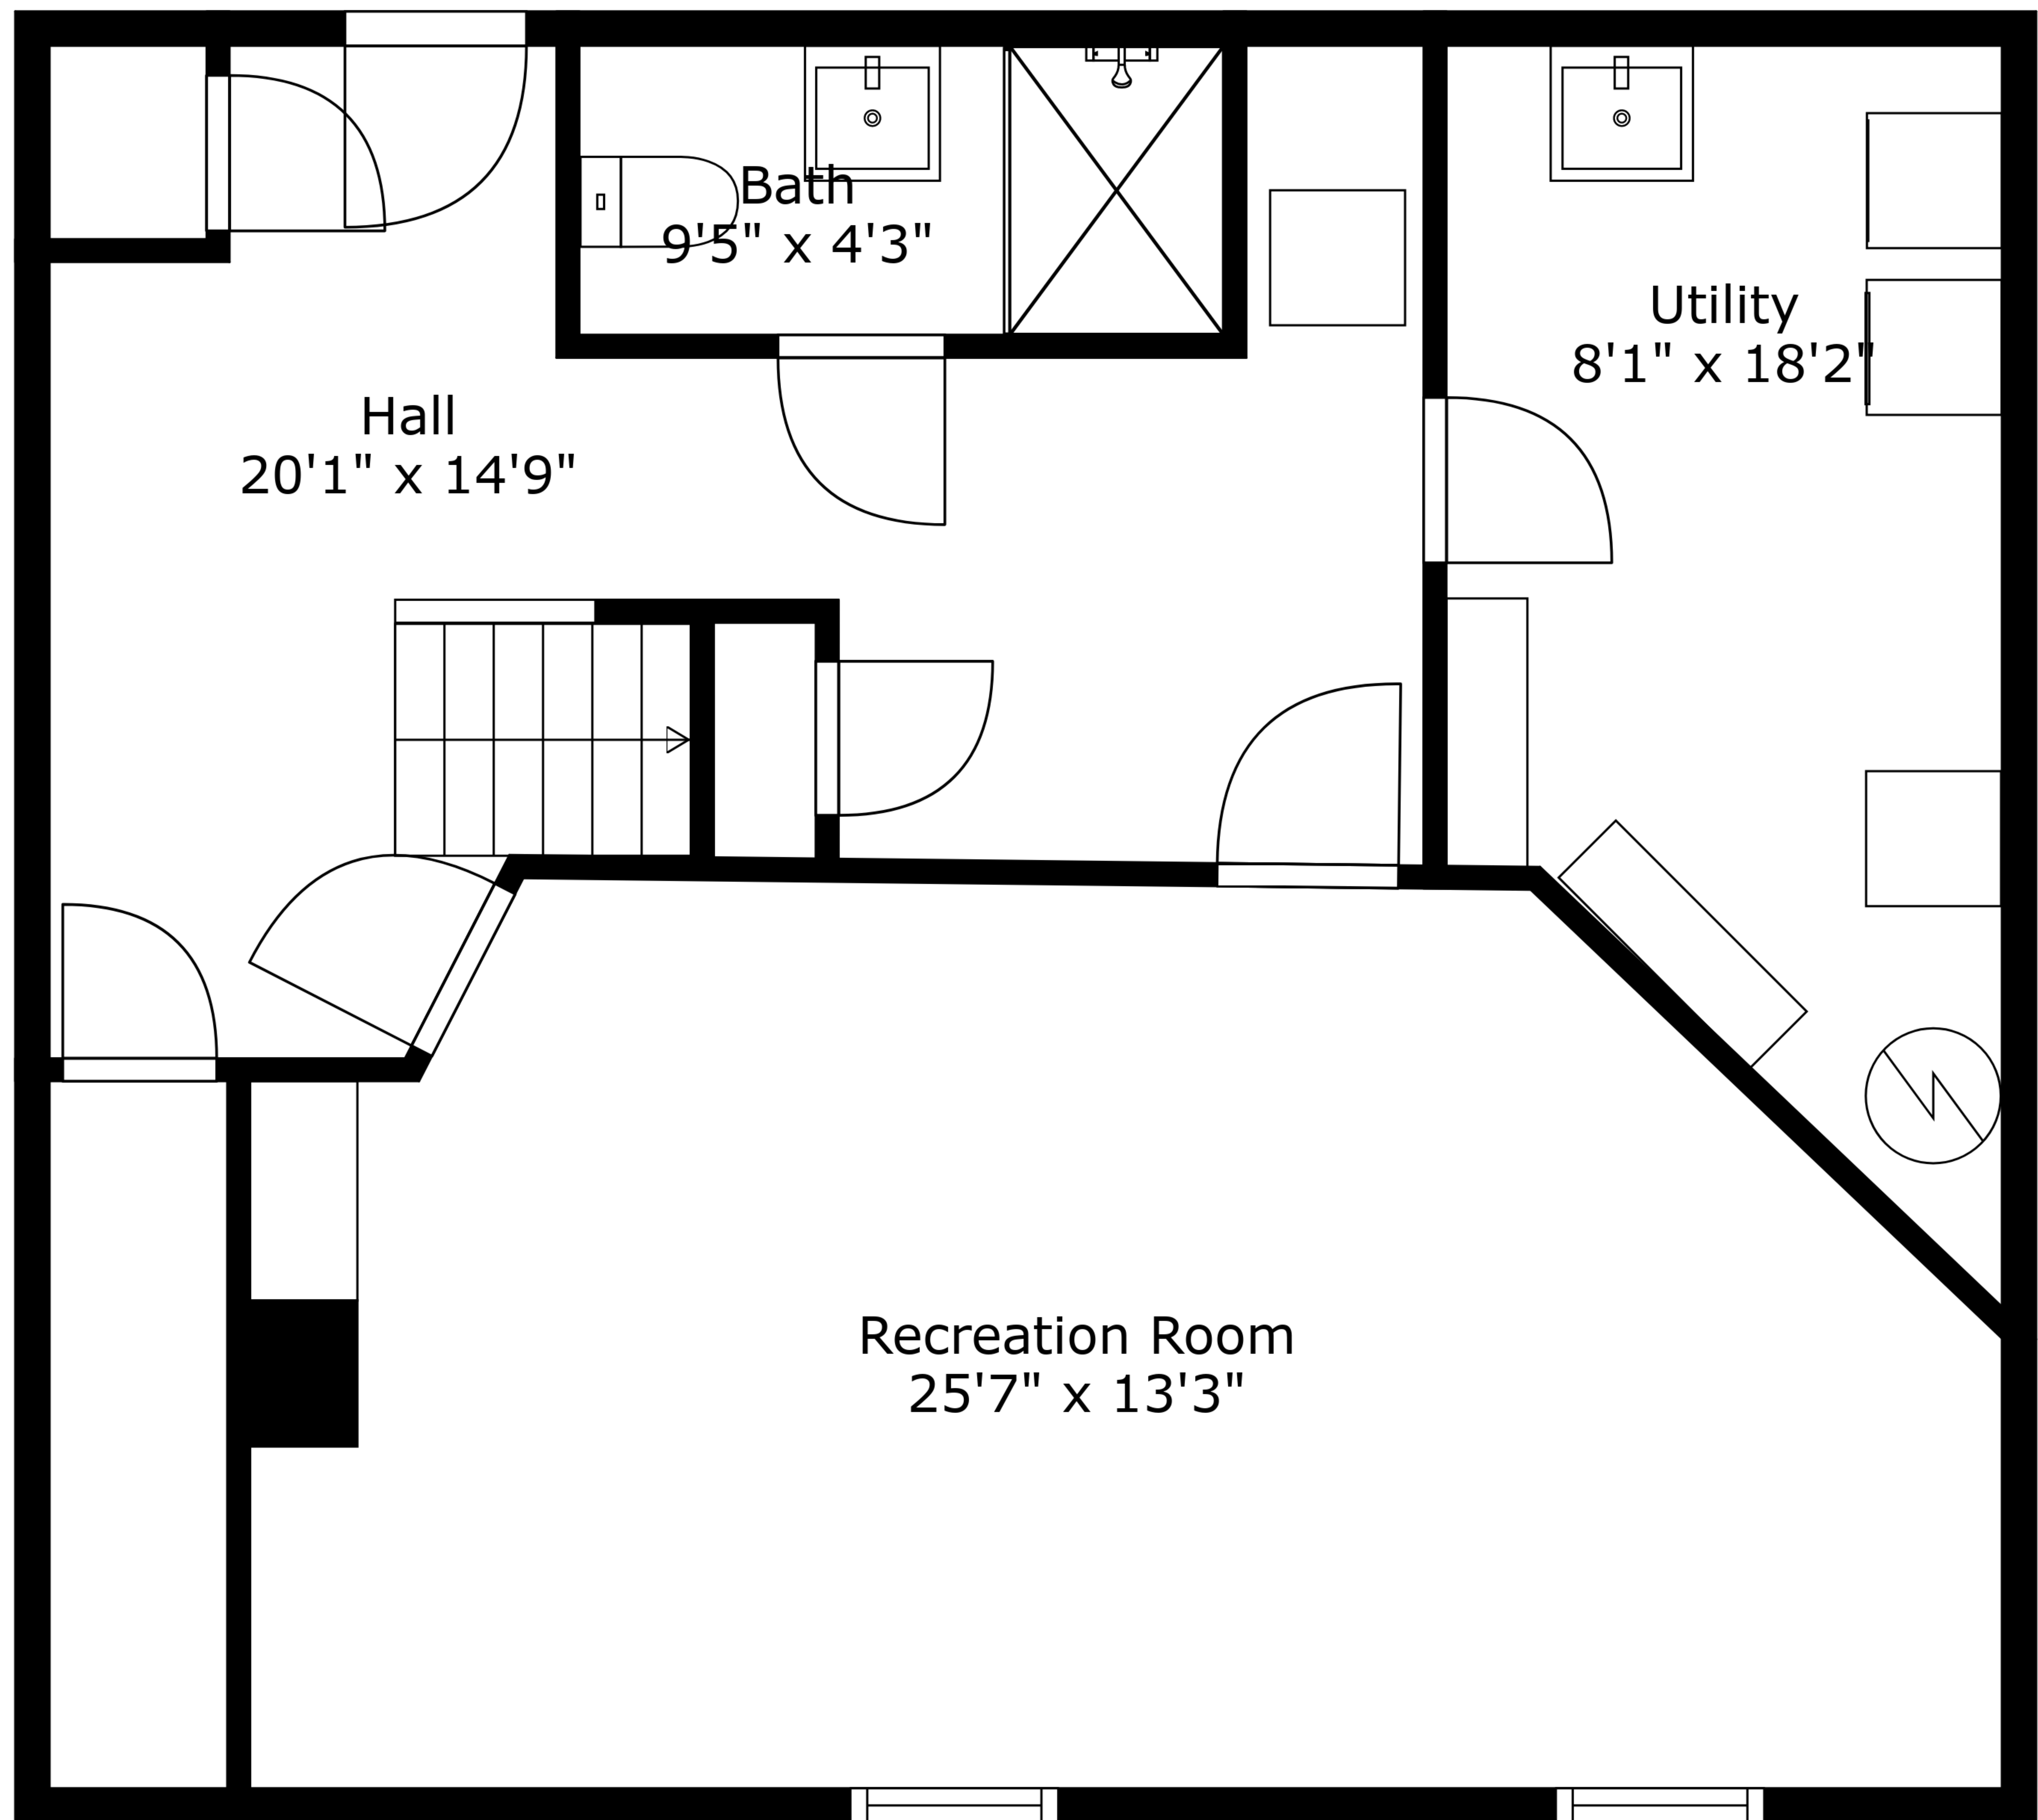 Bath
9'5" x 4'3"
Utility
8'1" x 18'2"
Hall
20'1" x 14'9"
Recreation Room
25'7" x 13'3"